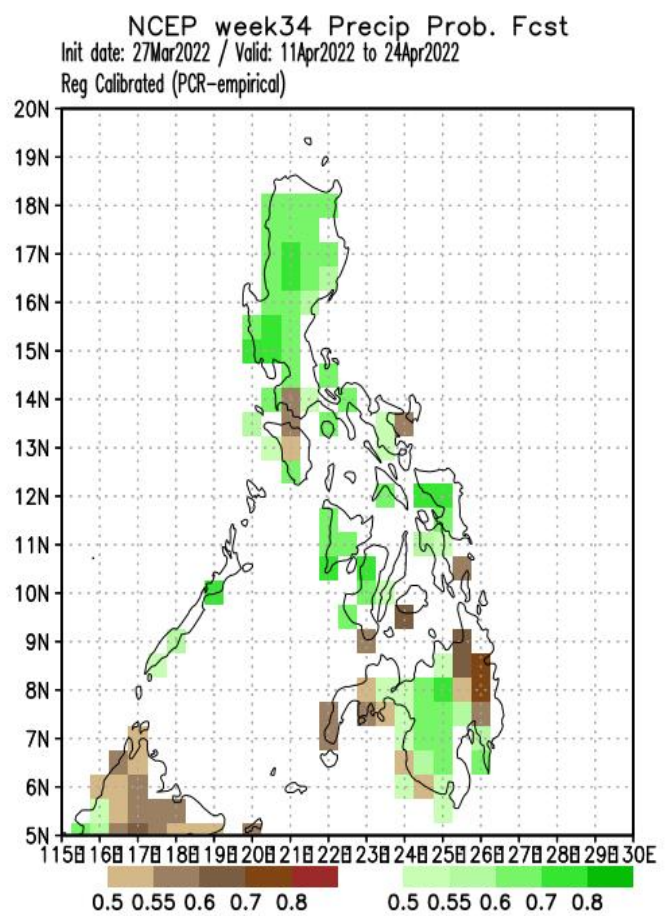 NCEP week34 Precip Prob. Fcst
Init date: 27Mar2022 / Valid: 11Apr2022 to 24Apr2022
Reg Calibrated (PCR-empirical)
20N
19N
18N
17N
16N
15N
14N
13N
12N
11N
10N
9N
8N
7N
6N
5N
0.5 0.55 0.6 0.7 0.8 0.5 0.55 0.6 0.7 0.8